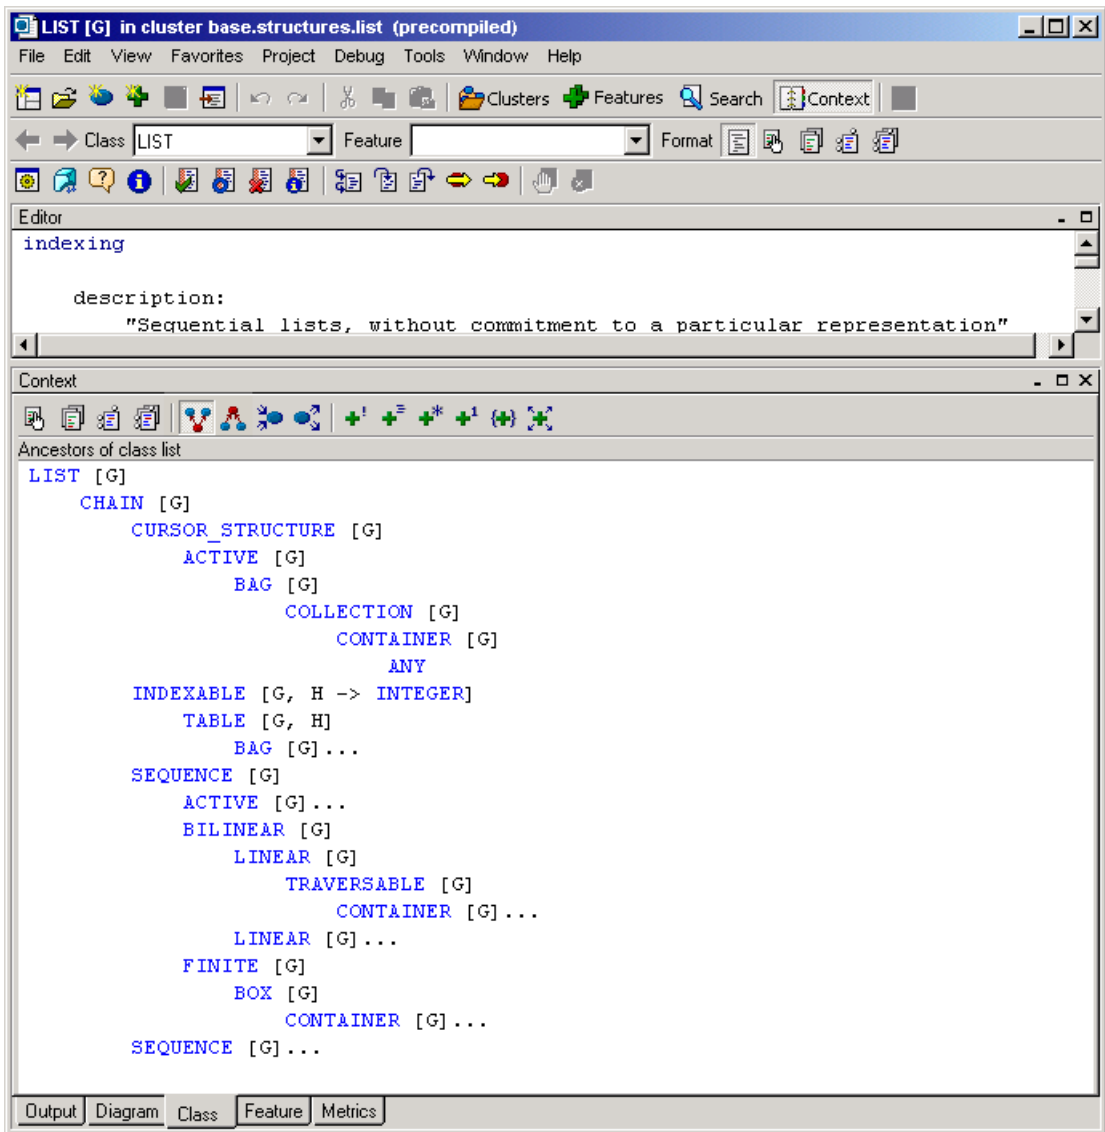 LIST [G] in cluster base.structures.list (precompiled)
File Edit View Favorites Project Debug Tools Window Help
Clusters Features Search Context
Class LIST Feature Format
Editor
indexing
description:
"Sequential lists, without commitment to a particular representation"
Context
Ancestors of class list
LIST [G]
CHAIN [G]
CURSOR_STRUCTURE [G]
ACTIVE [G]
BAG [G]
COLLECTION [G]
CONTAINER [G]
ANY
INDEXABLE [G, H -> INTEGER]
TABLE [G, H]
BAG [G]...
SEQUENCE [G]
ACTIVE [G]...
BILINEAR [G]
LINEAR [G]
TRAVERSABLE [G]
CONTAINER [G]...
LINEAR [G]...
FINITE [G]
BOX [G]
CONTAINER [G]...
SEQUENCE [G]...
Output Diagram Class Feature Metrics